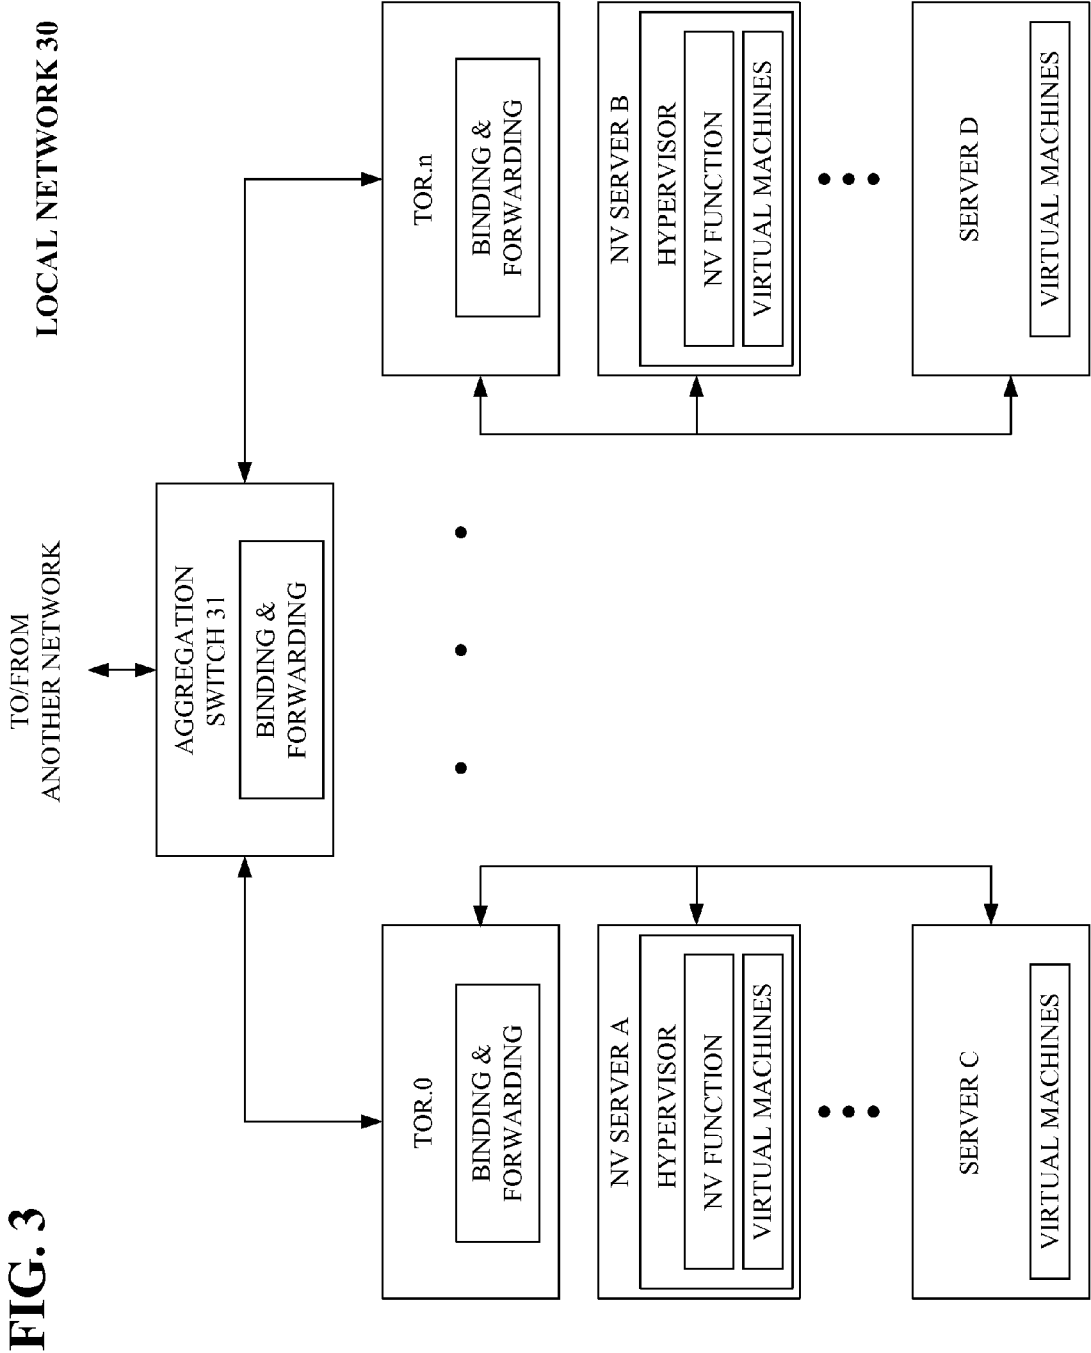 FIG. 3
LOCAL NETWORK 30
TO/FROM
ANOTHER NETWORK
AGGREGATION
SWITCH 31
BINDING &
FORWARDING
TOR.0
BINDING &
FORWARDING
NV SERVER A
HYPERVISOR
NV FUNCTION
VIRTUAL MACHINES
SERVER C
VIRTUAL MACHINES
TOR.n
BINDING &
FORWARDING
NV SERVER B
HYPERVISOR
NV FUNCTION
VIRTUAL MACHINES
SERVER D
VIRTUAL MACHINES